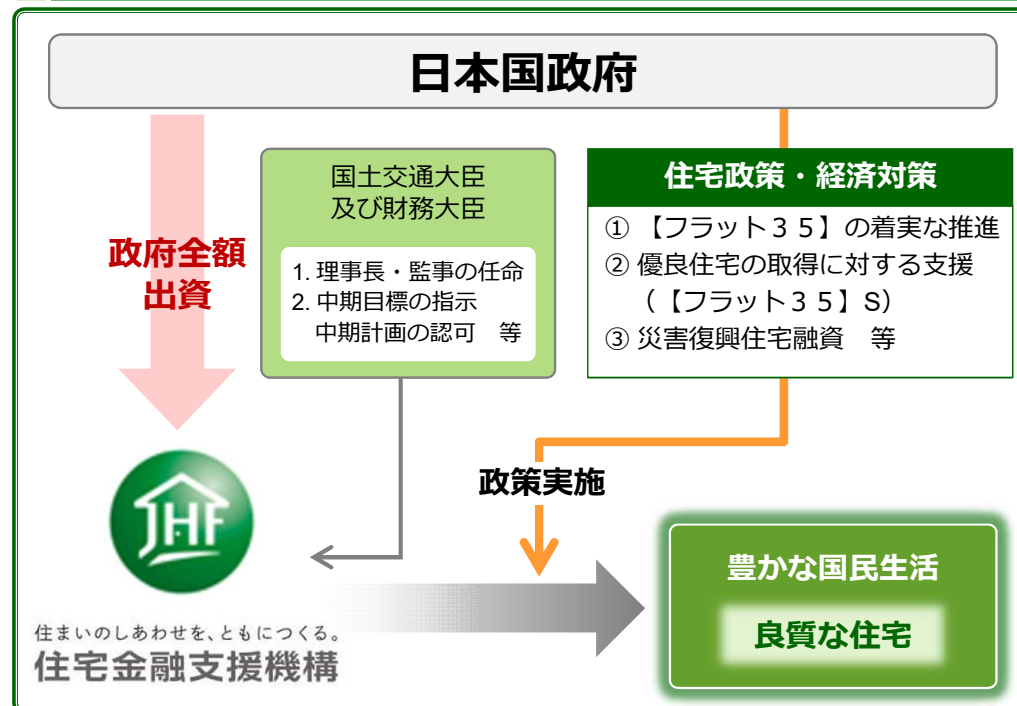 日本国政府
政府全額
出資
国土交通大臣
及び財務大臣
1. 理事長・監事の任命
2. 中期目標の指示
中期計画の認可　等
住宅政策・経済対策
① 【フラット３５】の着実な推進
② 優良住宅の取得に対する支援
（【フラット３５】S）
③ 災害復興住宅融資　等
政策実施
JHF
住まいのしあわせを、ともにつくる。
住宅金融支援機構
豊かな国民生活
良質な住宅